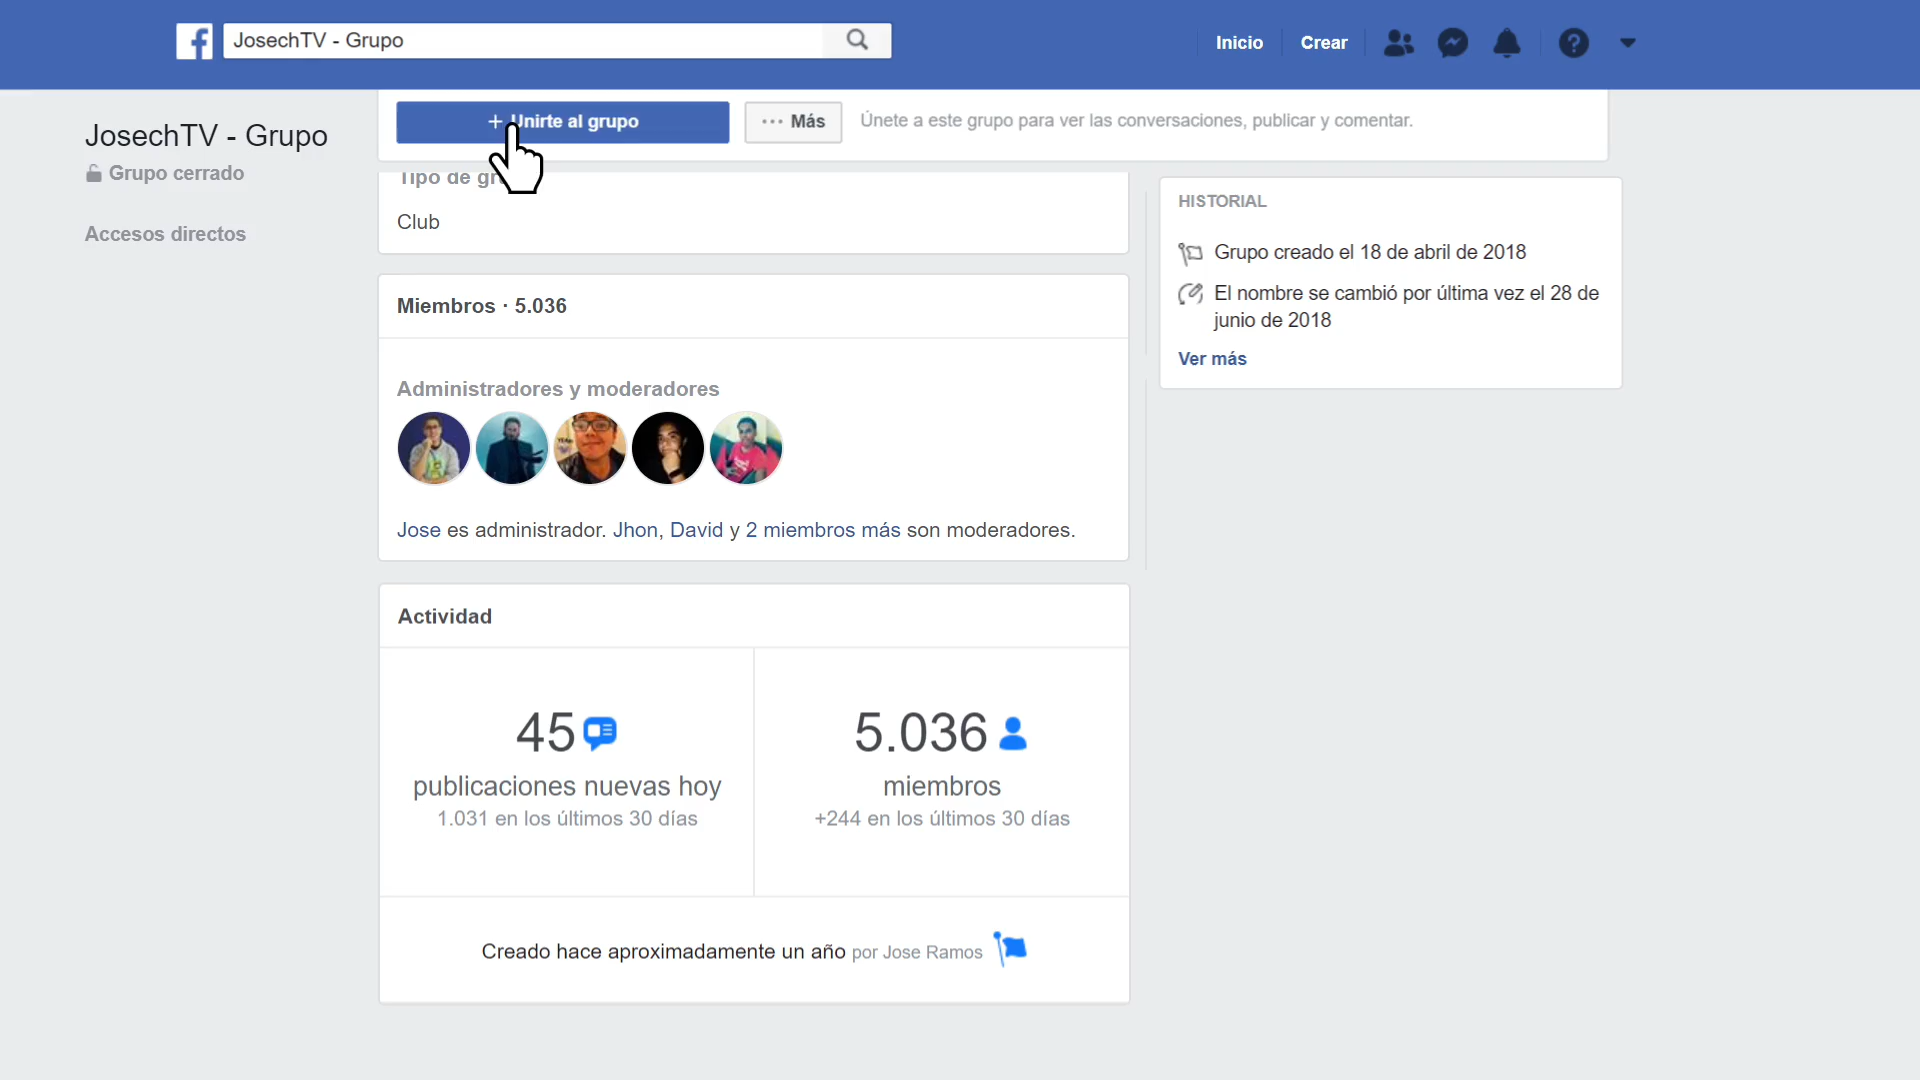 JosechTV - Grupo
Inicio
Crear
JosechTV - Grupo
Grupo cerrado
Accesos directos
+ Unirte al grupo
··· Más
Únete a este grupo para ver las conversaciones, publicar y comentar.
Tipo de
Club
Miembros · 5.036
Administradores y moderadores
Jose es administrador. Jhon, David y 2 miembros más son moderadores.
Actividad
45
publicaciones nuevas hoy
1.031 en los últimos 30 días
5.036
miembros
+244 en los últimos 30 días
Creado hace aproximadamente un año por Jose Ramos
HISTORIAL
Grupo creado el 18 de abril de 2018
El nombre se cambió por última vez el 28 de
junio de 2018
Ver más